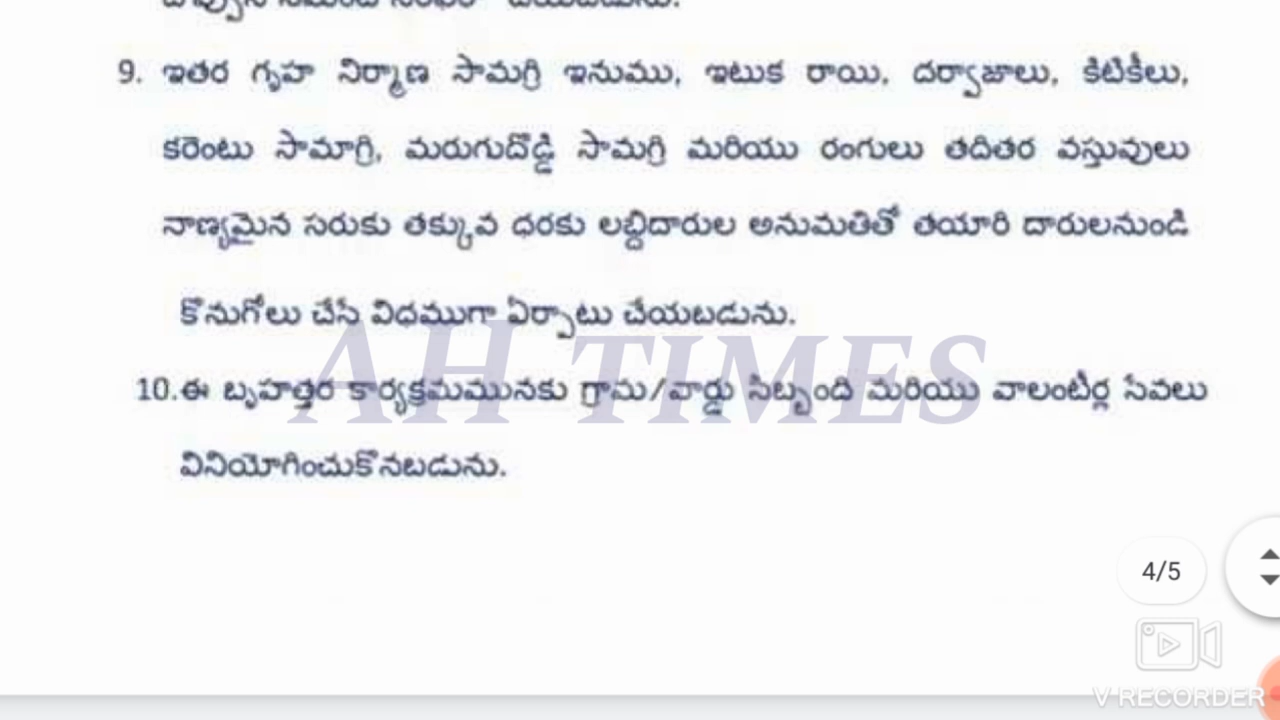 9. ఇతర గృహ నిర్మాణ సామగ్రి ఇనుము, ఇటుక రాయి, దర్వాజాలు, కిటికీలు,
కరెంటు సామాగ్రి, మరుగుదొడ్డి సామగ్రి మరియు రంగులు తదితర వస్తువులు
నాణ్యమైన సరుకు తక్కువ ధరకు లబ్దిదారుల అనుమతితో తయారి దారులనుండి
కొనుగోలు చేసే విధముగా ఏర్పాటు చేయబడును.
AH TIMES
10.ఈ బృహత్తర కార్యక్రమమునకు గ్రామ/వార్డు సిబ్బంది మరియు వాలంటీర్ల సేవలు
వినియోగించుకొనబడును.
4/5
V RECORDER